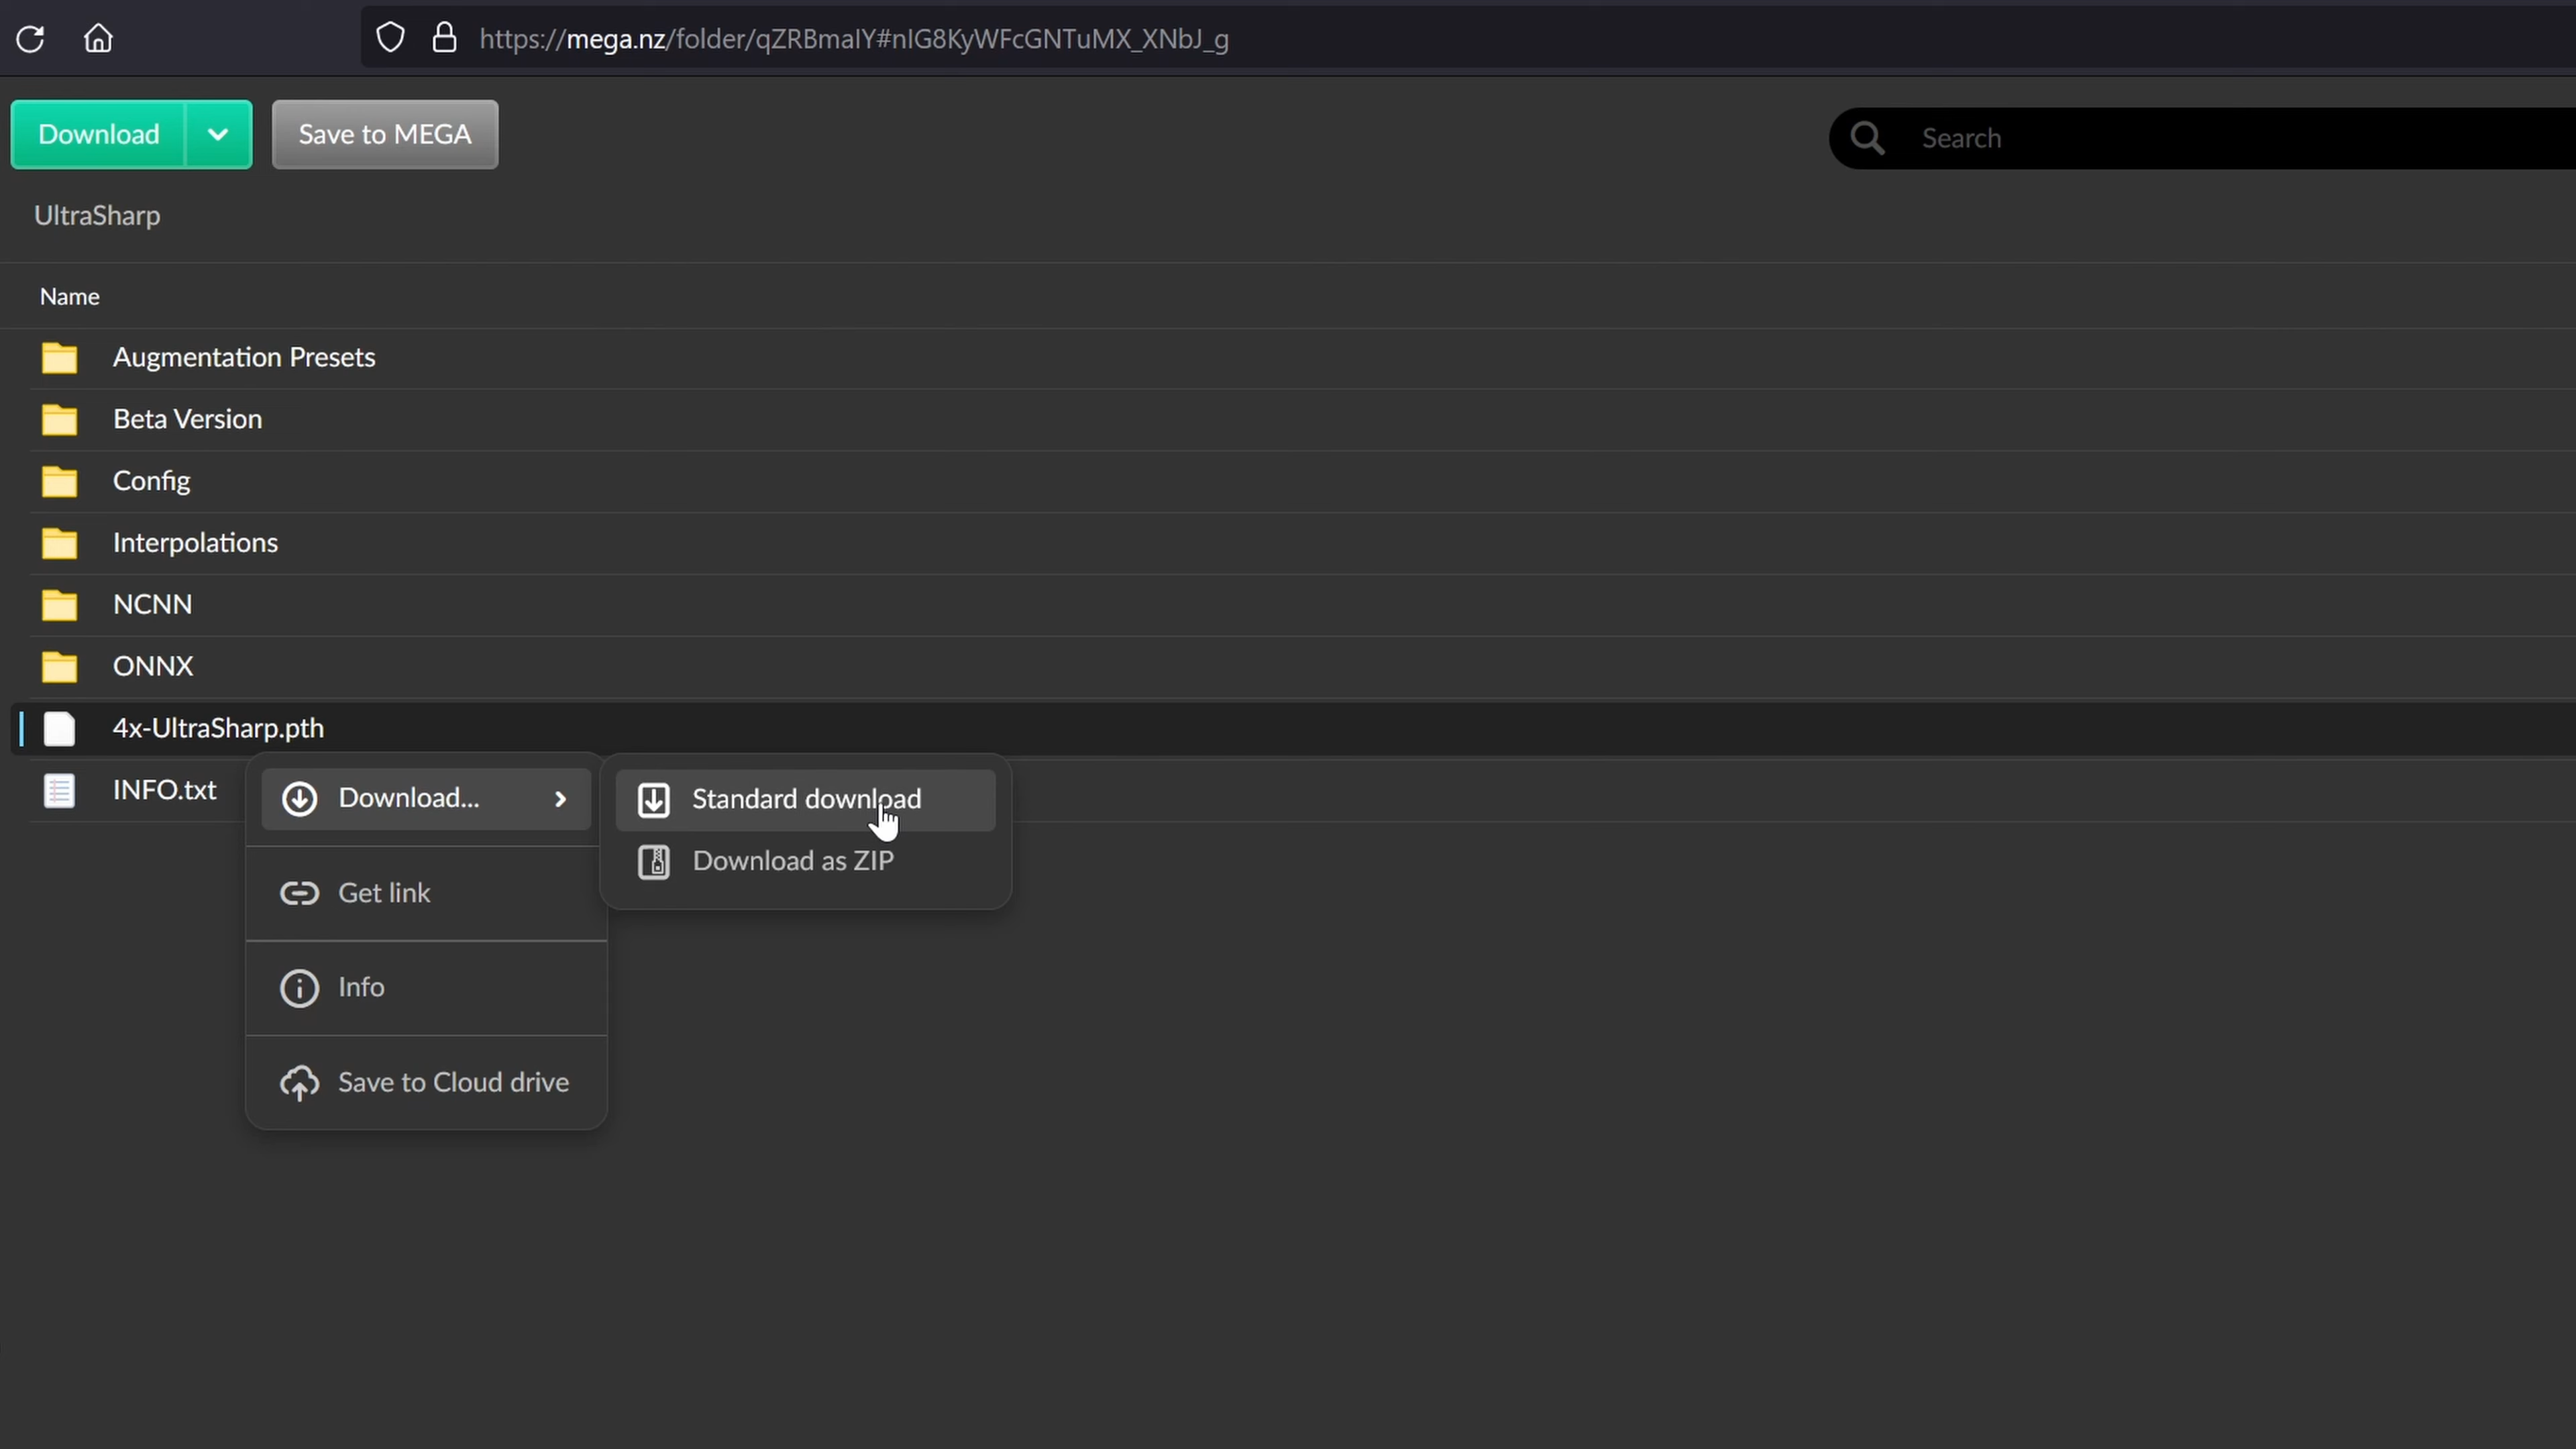 https://mega.nz/folder/qZRBmaIY#nIG8KyWFcGNTuMX_XNbJ_g
Download
Save to MEGA
Search
UltraSharp
Name
Augmentation Presets
Beta Version
Config
Interpolations
NCNN
ONNX
4x-UltraSharp.pth
INFO.txt
Download...
Standard download
Download as ZIP
Get link
Info
Save to Cloud drive